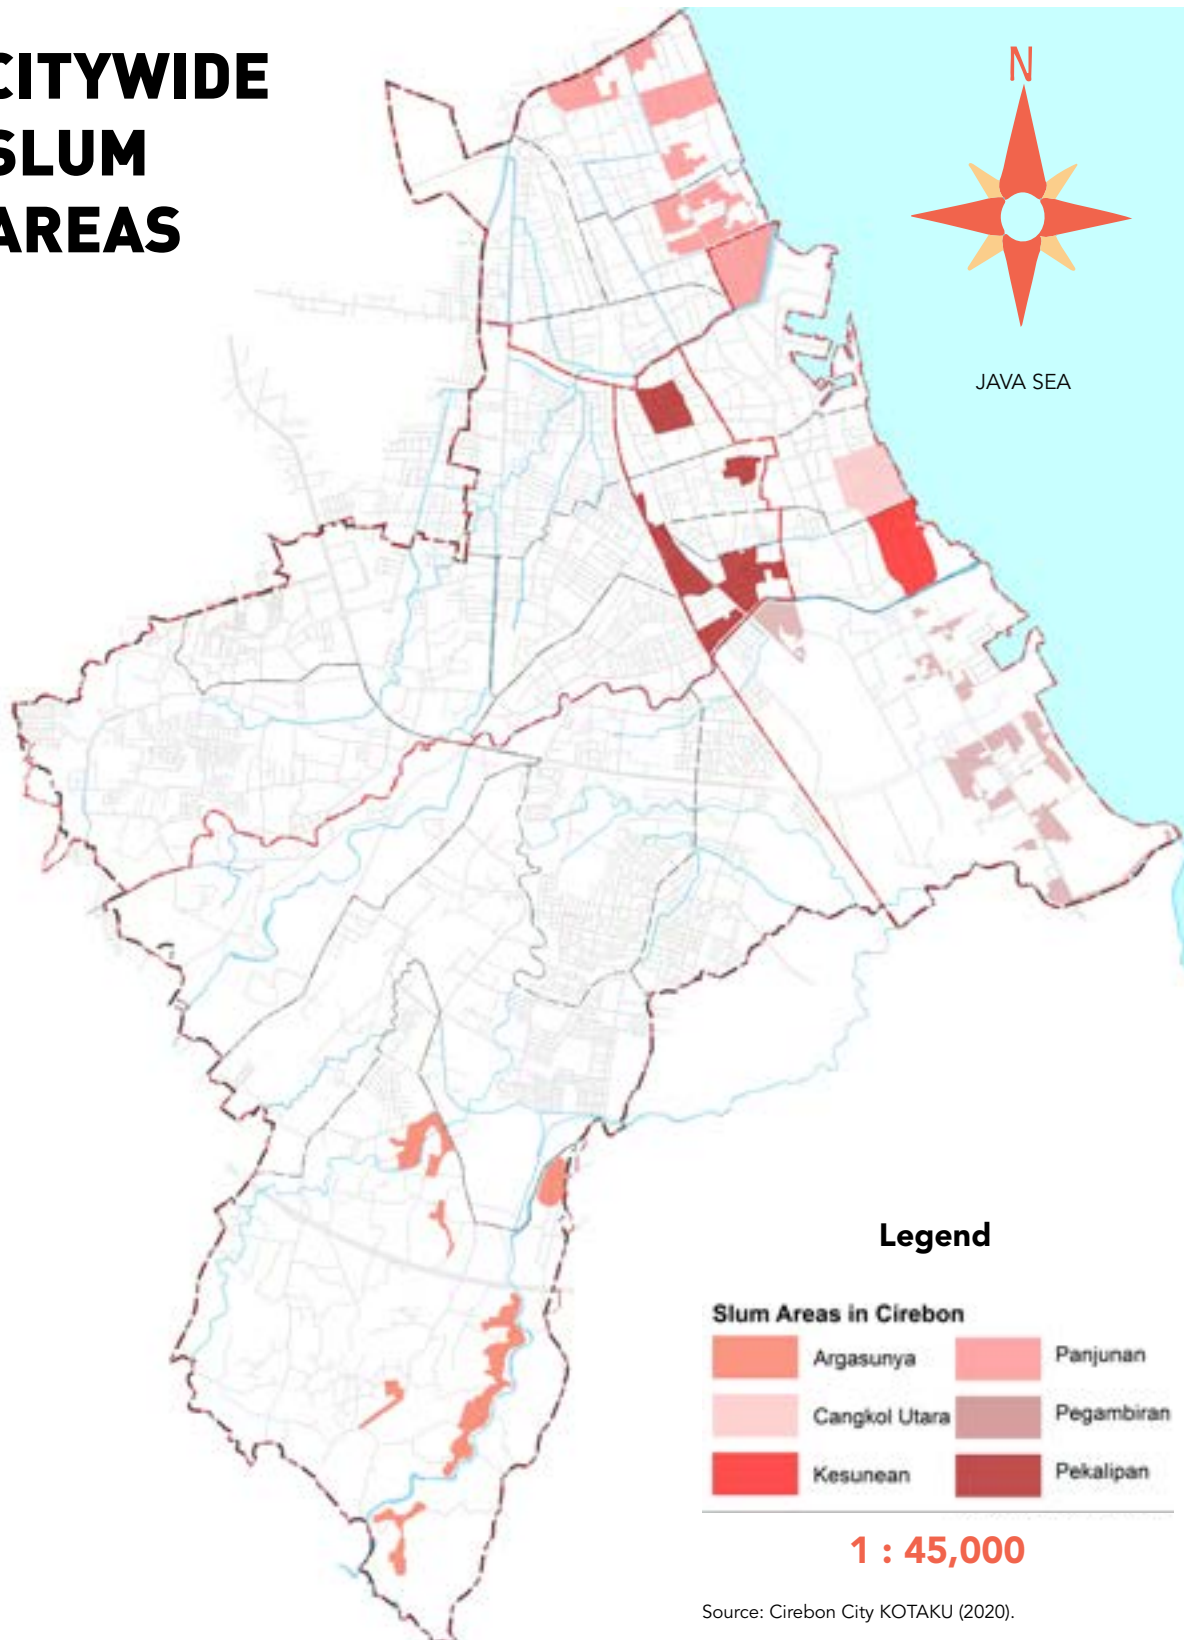 CITYWIDE
SLUM
AREAS
N
JAVA SEA
Legend
Slum Areas in Cirebon
Argasunya
Panjunan
Cangkol Utara
Pegambiran
Kesunean
Pekalipan
1 : 45,000
Source: Cirebon City KOTAKU (2020).